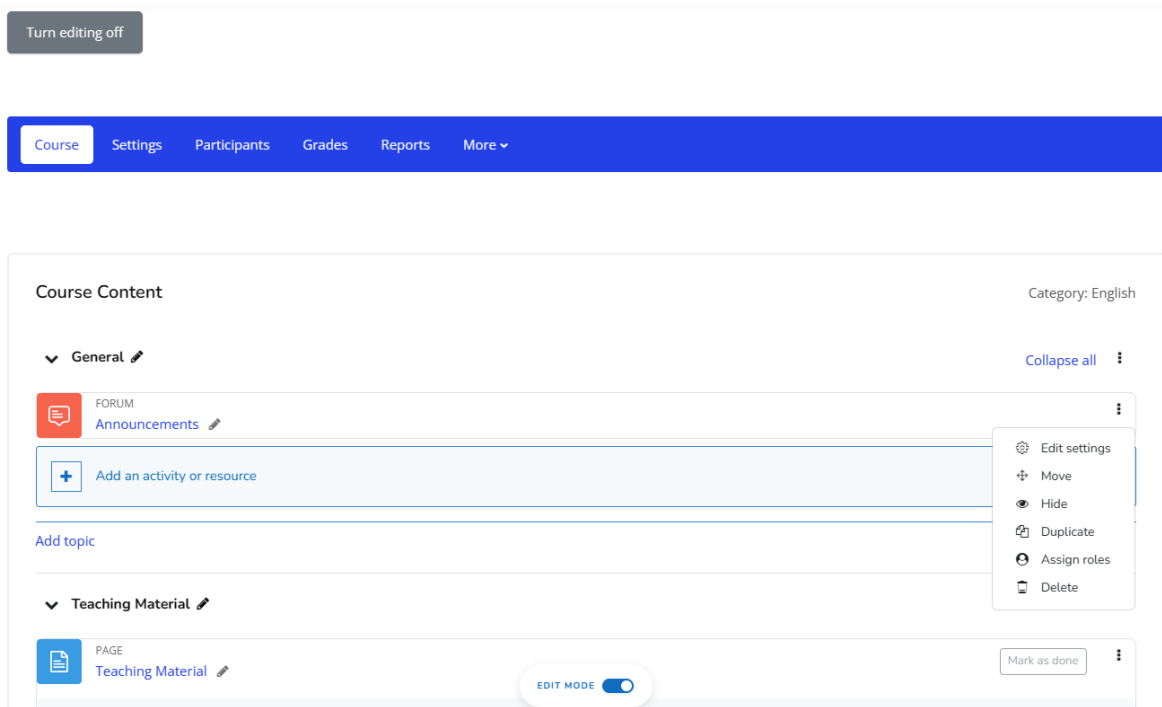 Turn editing off
Course Settings Participants Grades Reports More
Course Content Category: English
General Collapse all
FORUM
Announcements
Edit settings
Add an activity or resource Move
Hide
Duplicate
Add topic
Assign roles
Delete
Teaching Material
PAGE
Teaching Material Mark as done
EDIT MODE